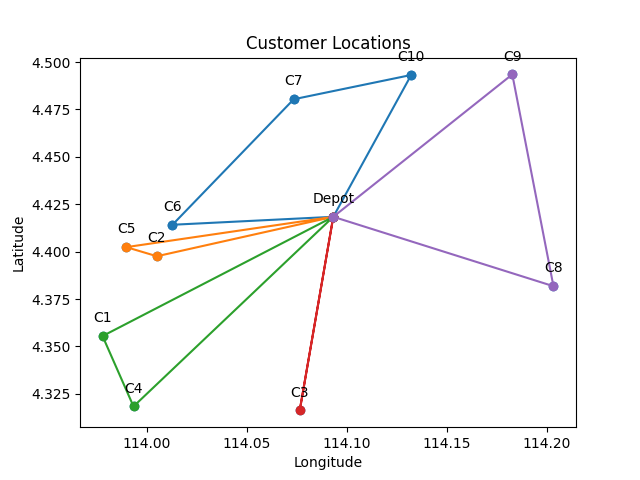 Customer Locations
4.500
4.475
4.450
4.425
4.400
4.375
4.350
4.325
Latitude
C10
C9
C7
C6
Depot
C5
C2
C8
C1
C4
C3
114.00
114.05
114.10
114.15
114.20
Longitude